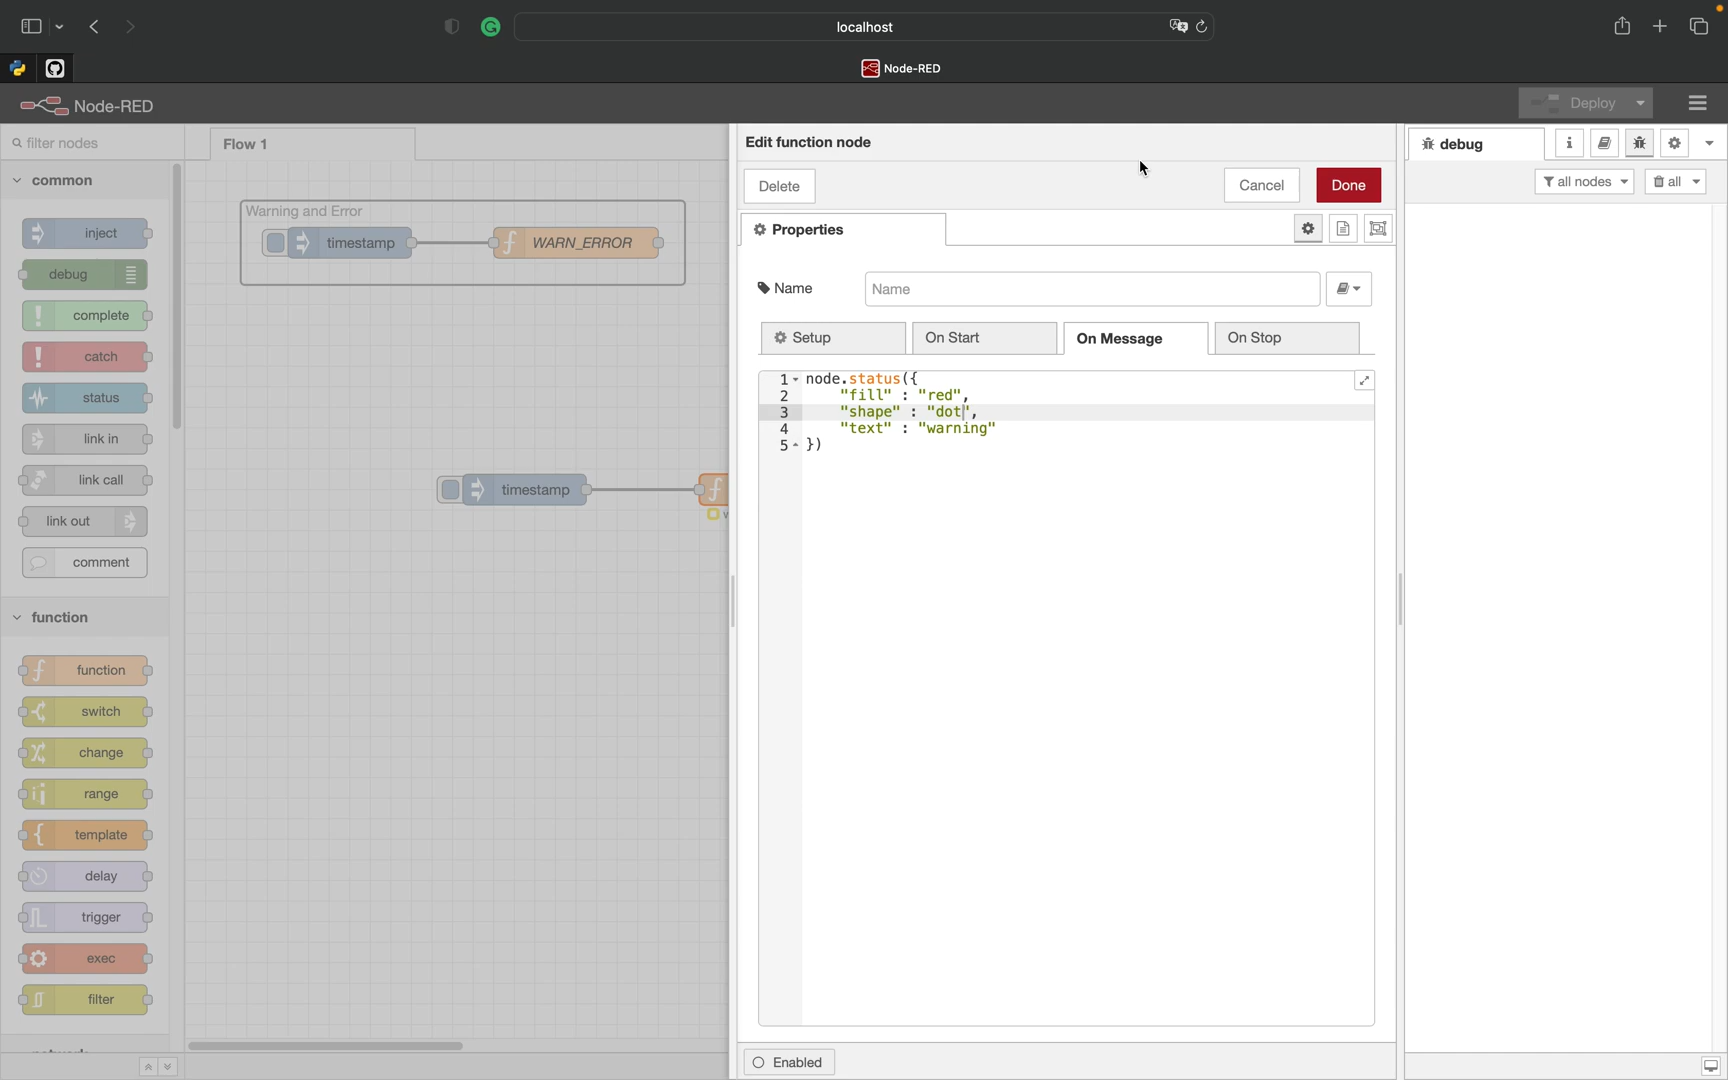 localhost
Node-RED
Node-RED
Deploy
filter nodes
common
inject
debug
complete
catch
status
link in
link call
link out
comment
function
function
switch
change
range
template
delay
trigger
exec
filter
Flow 1
Warning and Error
timestamp
WARN_ERROR
timestamp
Edit function node
Delete
Cancel
Done
Properties
Name
Name
Setup
On Start
On Message
On Stop
1 node.status({
2 "fill" : "red",
3 "shape" : "dot",
4 "text" : "warning"
5 })
Enabled
debug
all nodes
all